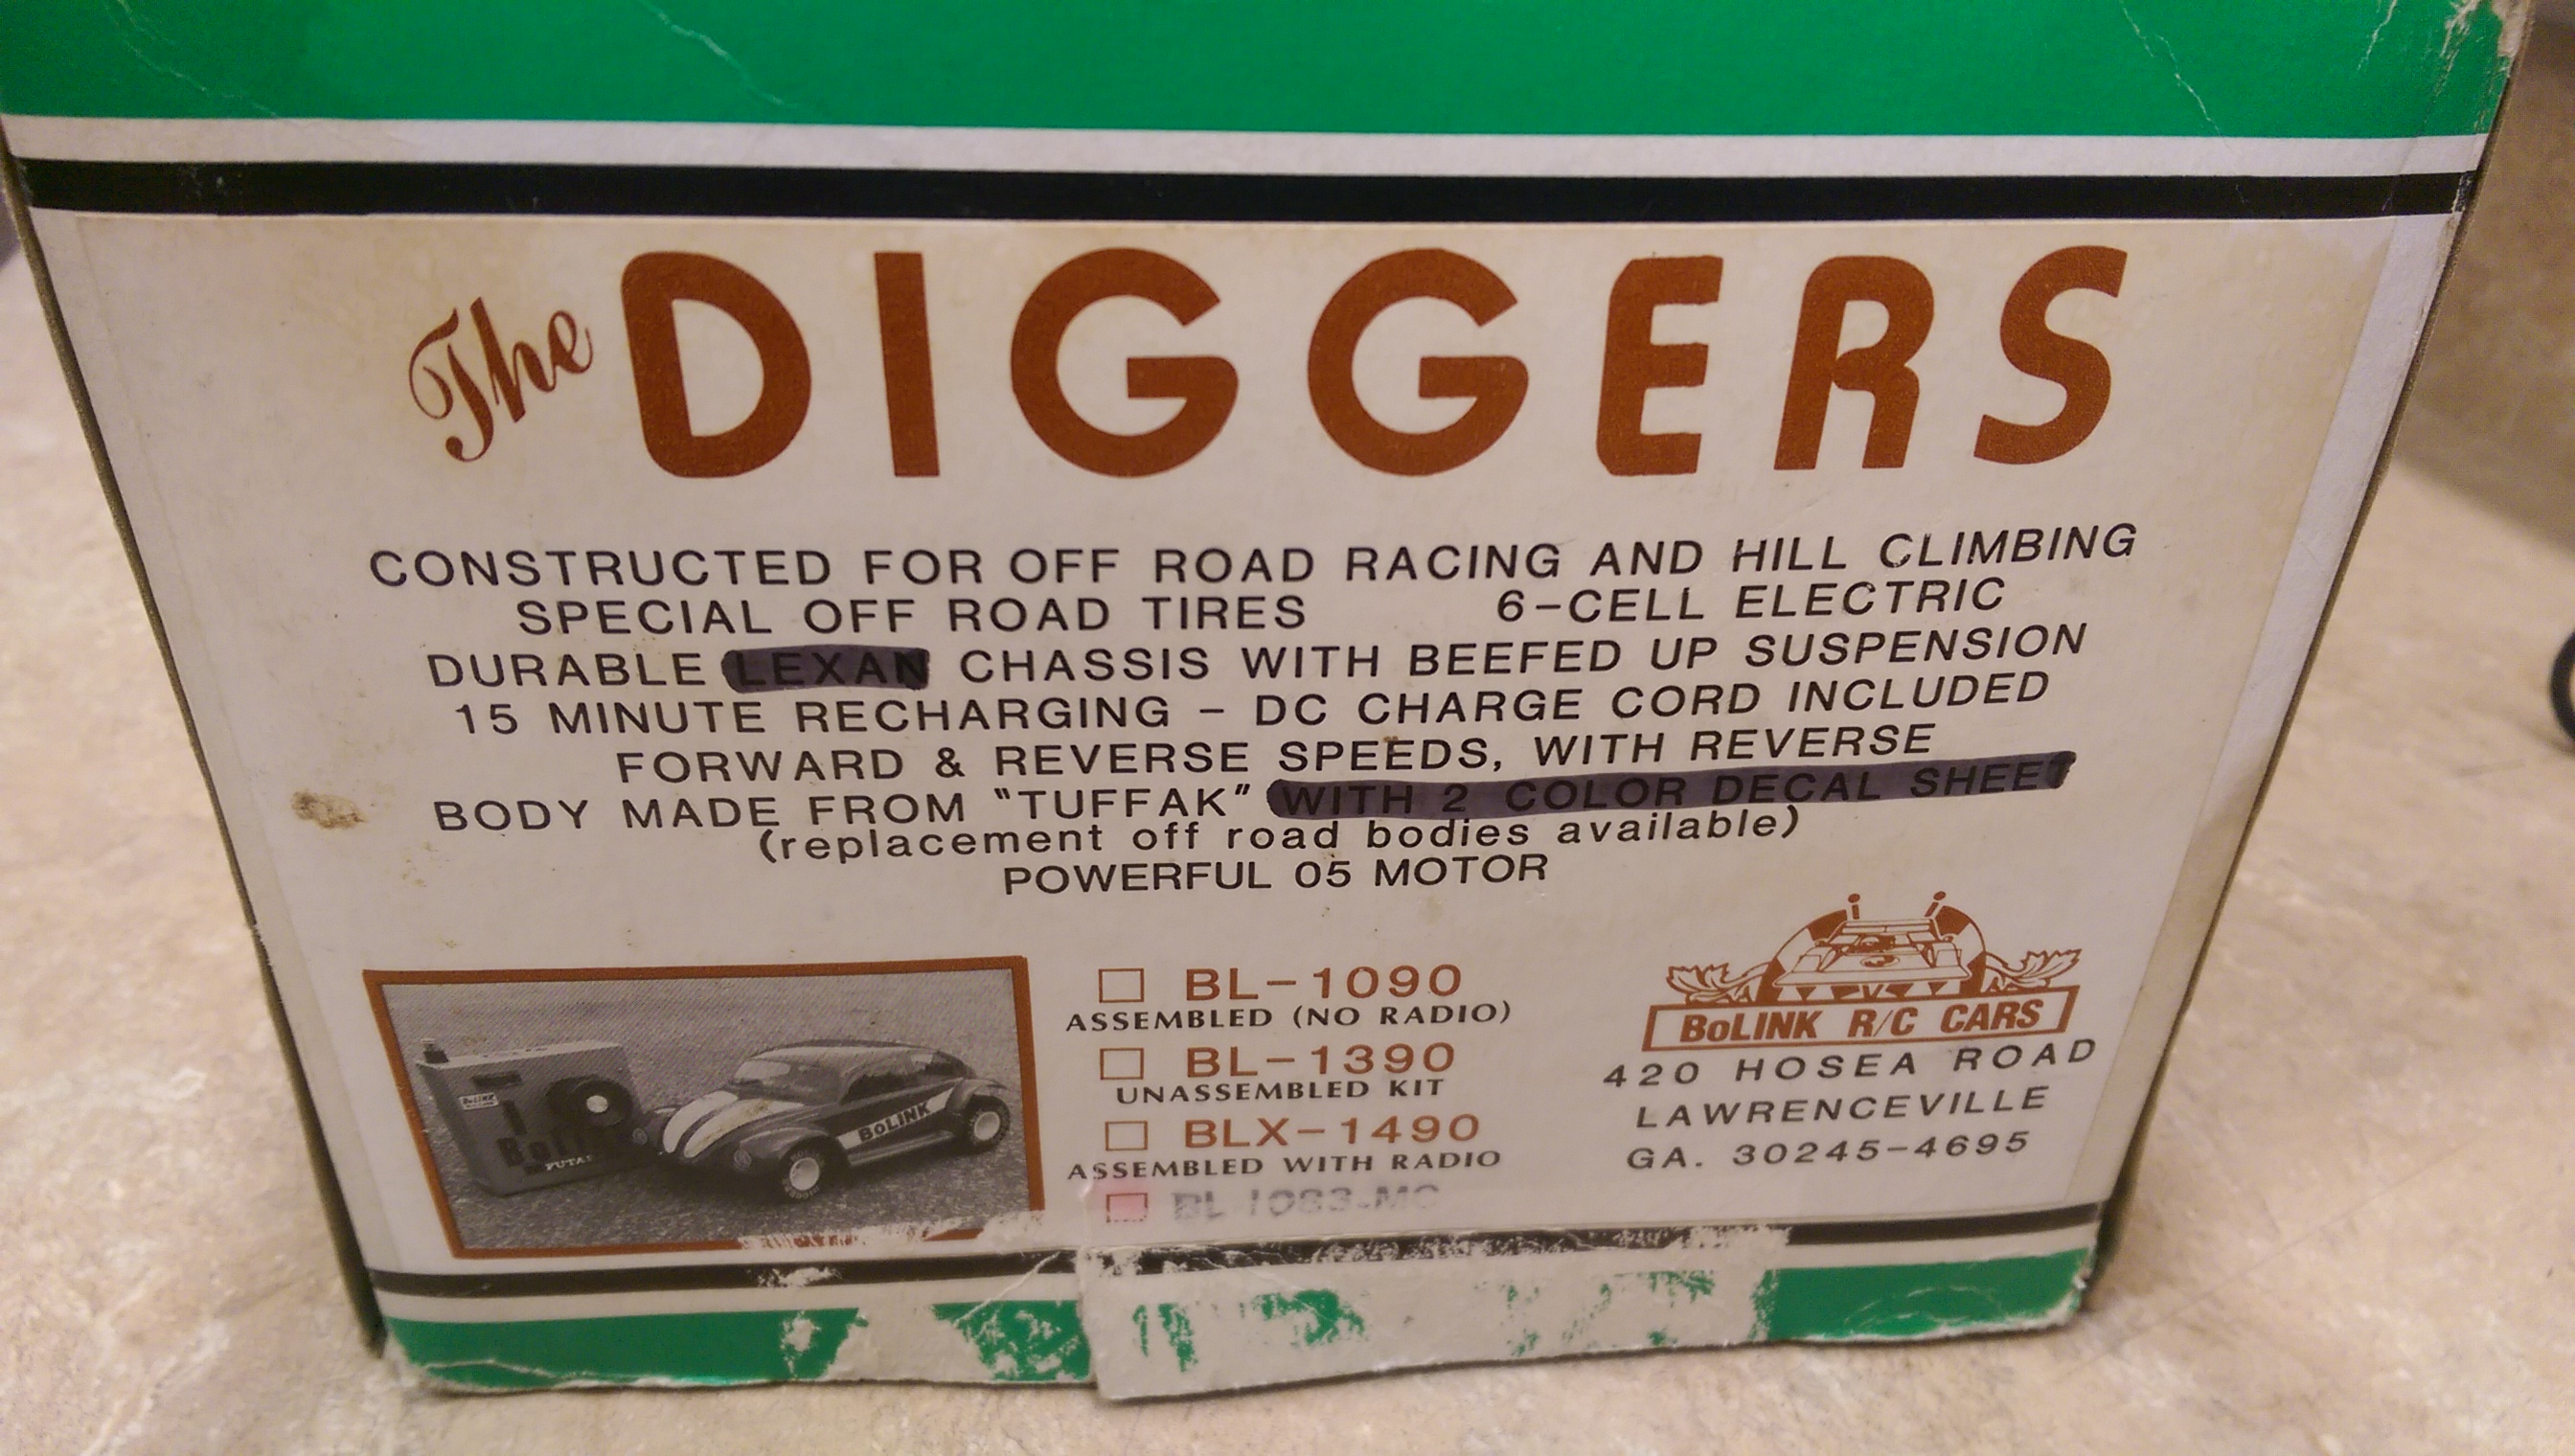 The DIGGERS
CONSTRUCTED FOR OFF ROAD RACING AND HILL CLIMBING
SPECIAL OFF ROAD TIRES 6-CELL ELECTRIC
DURABLE LEXAN CHASSIS WITH BEEFED UP SUSPENSION
15 MINUTE RECHARGING - DC CHARGE CORD INCLUDED
FORWARD & REVERSE SPEEDS, WITH REVERSE
BODY MADE FROM "TUFFAK" WITH 2 COLOR DECAL SHEET
(replacement off road bodies available)
POWERFUL 05 MOTOR
BoLINK
BL-1090
ASSEMBLED (NO RADIO)
BL-1390
UNASSEMBLED KIT
BLX-1490
ASSEMBLED WITH RADIO
BL
BoLINK R/C CARS
420 HOSEA ROAD
LAWRENCEVILLE
GA. 30245-4695